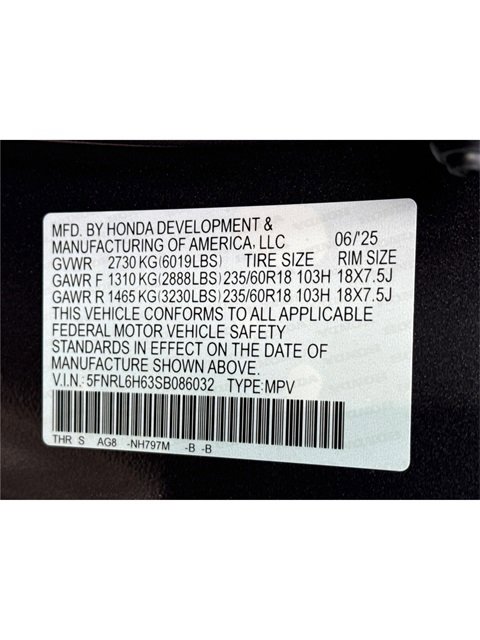 MFD. BY HONDA DEVELOPMENT &
MANUFACTURING OF AMERICA, LLC 06/'25
GVWR 2730 KG (6019LBS) TIRE SIZE RIM SIZE
GAWR F 1310 KG (2888LBS) 235/60R18 103H 18X7.5J
GAWR R 1465 KG (3230LBS) 235/60R18 103H 18X7.5J
THIS VEHICLE CONFORMS TO ALL APPLICABLE
FEDERAL MOTOR VEHICLE SAFETY
STANDARDS IN EFFECT ON THE DATE OF
MANUFACTURE SHOWN ABOVE.
V.I.N.: 5FNRL6H63SB086032 TYPE: MPV
THR S AG8 -NH797M -B -B